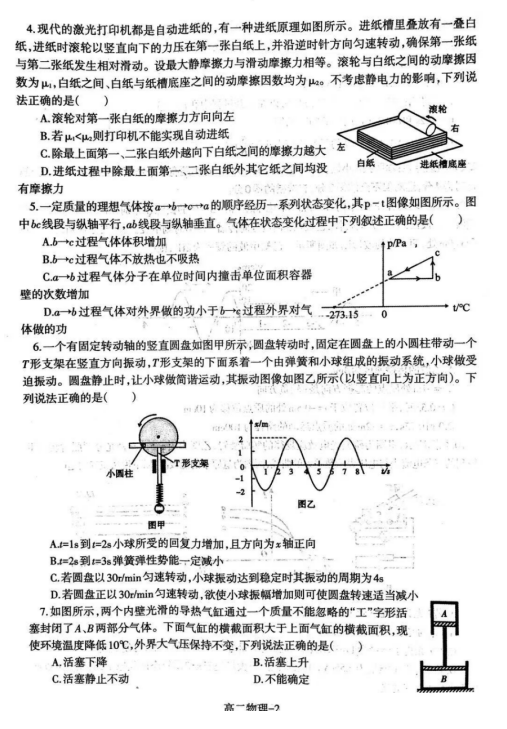 4.现代的激光打印机都是自动进纸的,有一种进纸原理如图所示。进纸槽里叠放有一叠白
纸,进纸时滚轮以竖直向下的力压在第一张白纸上,并沿逆时针方向匀速转动,确保第一张纸
与第二张纸发生相对滑动。设最大静摩擦力与滑动摩擦力相等。滚轮与白纸之间的动摩擦因
数为μ₁,白纸之间、白纸与纸槽底座之间的动摩擦因数均为μ₂。不考虑静电力的影响,下列说
法正确的是( )
A.滚轮对第一张白纸的摩擦力方向向左
B.若μ₁<μ₂则打印机不能实现自动进纸
C.除最上面第一、二张白纸外越向下白纸之间的摩擦力越大
D.进纸过程中除最上面第一、二张白纸外其它纸之间均没
有摩擦力
滚轮
右
左
白纸
进纸槽底座
5.一定质量的理想气体按a→b→c→a的顺序经历一系列状态变化,其p-t图像如图所示。图
中bc线段与纵轴平行,ab线段与纵轴垂直。气体在状态变化过程中下列叙述正确的是( )
A.b→c过程气体体积增加
B.b→c过程气体不放热也不吸热
C.a→b过程气体分子在单位时间内撞击单位面积容器
壁的次数增加
D.a→b过程气体对外界做的功小于b→c过程外界对气
体做的功
p/Pa
c
a
b
-273.15
0
t/℃
6.一个有固定转动轴的竖直圆盘如图甲所示,圆盘转动时,固定在圆盘上的小圆柱带动一个
T形支架在竖直方向振动,T形支架的下面系着一个由弹簧和小球组成的振动系统,小球做受
迫振动。圆盘静止时,让小球做简谐运动,其振动图像如图乙所示(以竖直向上为正方向)。下
列说法正确的是( )
小圆柱
T形支架
图甲
x/m
2
1
0
-1
-2
1 2 3 4 5 6 7 8
t/s
图乙
A.t=1s到t=2s小球所受的回复力增加,且方向为x轴正向
B.t=2s到t=3s弹簧弹性势能一定减小
C.若圆盘以30r/min匀速转动,小球振动达到稳定时其振动的周期为4s
D.若圆盘正以30r/min匀速转动,欲使小球振幅增加则可使圆盘转速适当减小
7.如图所示,两个内壁光滑的导热气缸通过一个质量不能忽略的“工”字形活
塞封闭了A、B两部分气体。下面气缸的横截面积大于上面气缸的横截面积,现
使环境温度降低10℃,外界大气压保持不变,下列说法正确的是( )
A.活塞下降 B.活塞上升
C.活塞静止不动 D.不能确定
A
B
高二物理-2